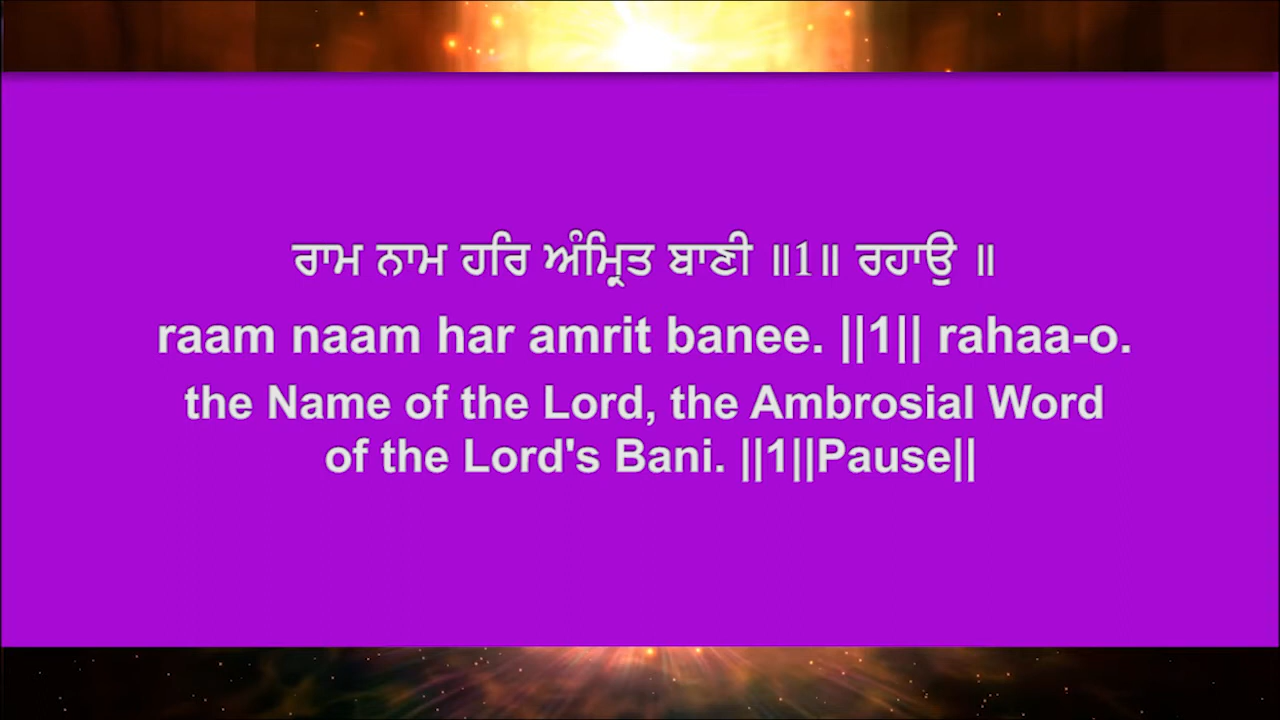 ਰਾਮ ਨਾਮ ਹਰਿ ਅੰਮ੍ਰਿਤ ਬਾਣੀ ॥1॥ ਰਹਾਉ ॥
raam naam har amrit banee. ||1|| rahaa-o.
the Name of the Lord, the Ambrosial Word
of the Lord's Bani. ||1||Pause||